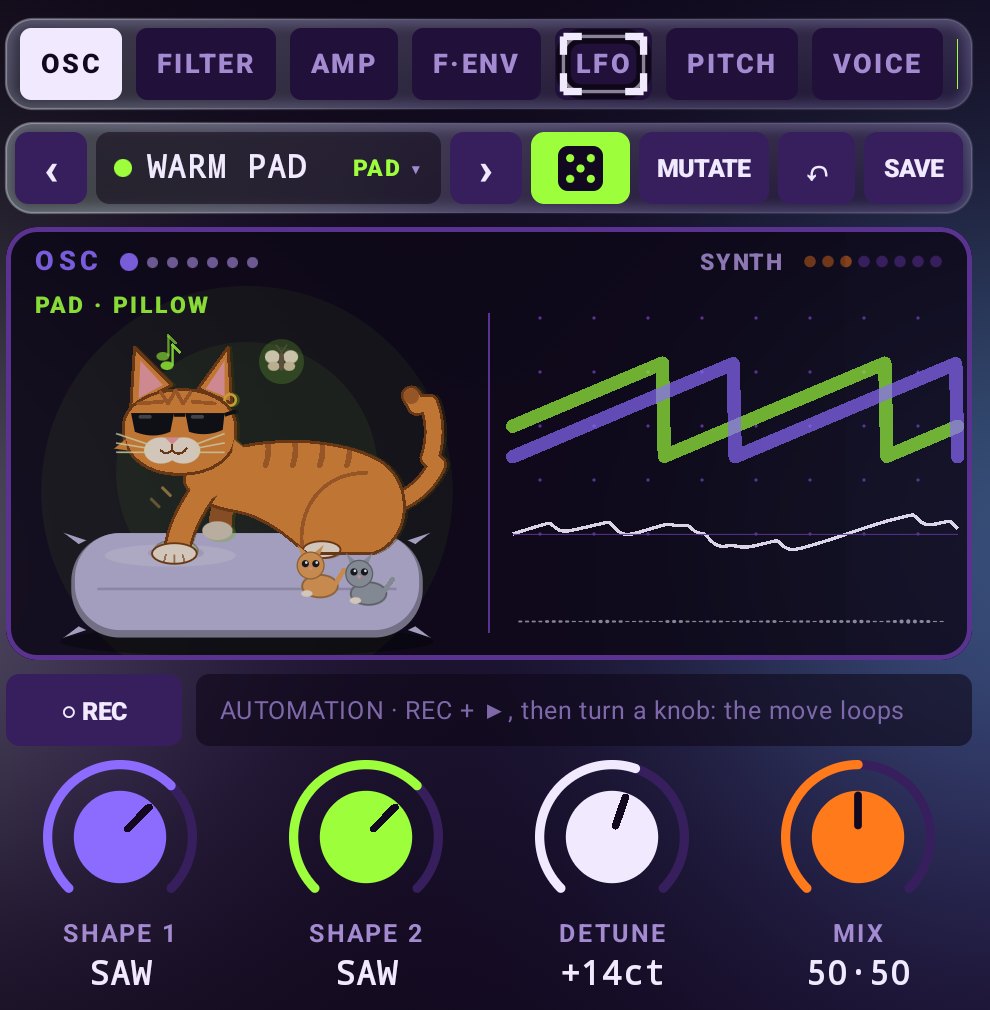 OSC FILTER AMP F·ENV LFO PITCH VOICE
‹ WARM PAD PAD ▾ › MUTATE ↶ SAVE
OSC SYNTH
PAD · PILLOW
○ REC AUTOMATION · REC + ►, then turn a knob: the move loops
SHAPE 1 SHAPE 2 DETUNE MIX
SAW SAW +14ct 50·50